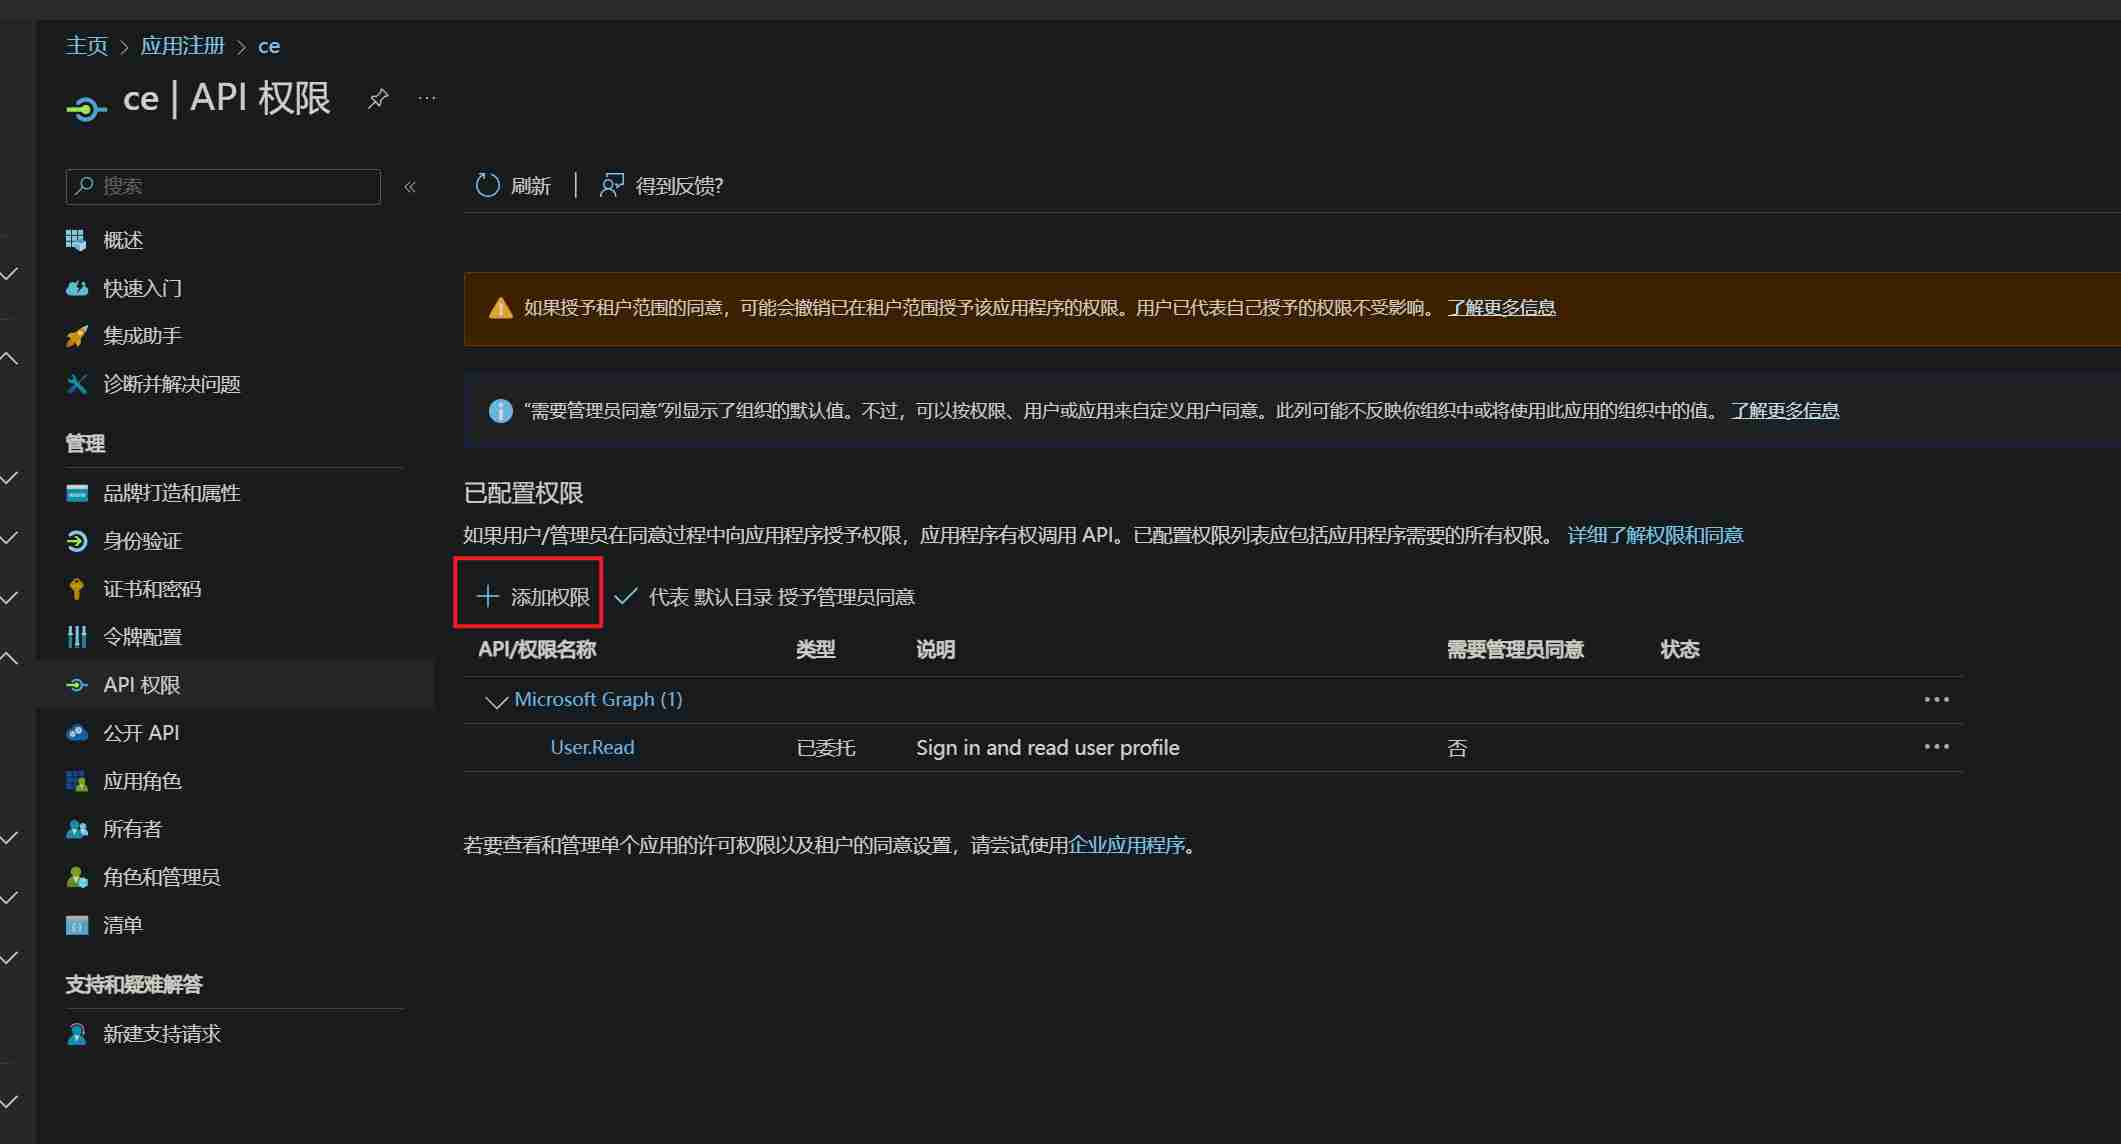 主页 > 应用注册 > ce
ce | API 权限
搜索
概述
快速入门
集成助手
诊断并解决问题
管理
品牌打造和属性
身份验证
证书和密码
令牌配置
API 权限
公开 API
应用角色
所有者
角色和管理员
清单
支持和疑难解答
新建支持请求
刷新 | 得到反馈?
如果授予租户范围的同意，可能会撤销已在租户范围授予该应用程序的权限。用户已代表自己授予的权限不受影响。 了解更多信息
“需要管理员同意”列显示了组织的默认值。不过，可以按权限、用户或应用来自定义用户同意。此列可能不反映你组织中或将使用此应用的组织中的值。 了解更多信息
已配置权限
如果用户/管理员在同意过程中向应用程序授予权限，应用程序有权调用 API。已配置权限列表应包括应用程序需要的所有权限。 详细了解权限和同意
添加权限 代表 默认目录 授予管理员同意
API/权限名称 类型 说明 需要管理员同意 状态
Microsoft Graph (1)
User.Read 已委托 Sign in and read user profile 否
若要查看和管理单个应用的许可权限以及租户的同意设置，请尝试使用企业应用程序。